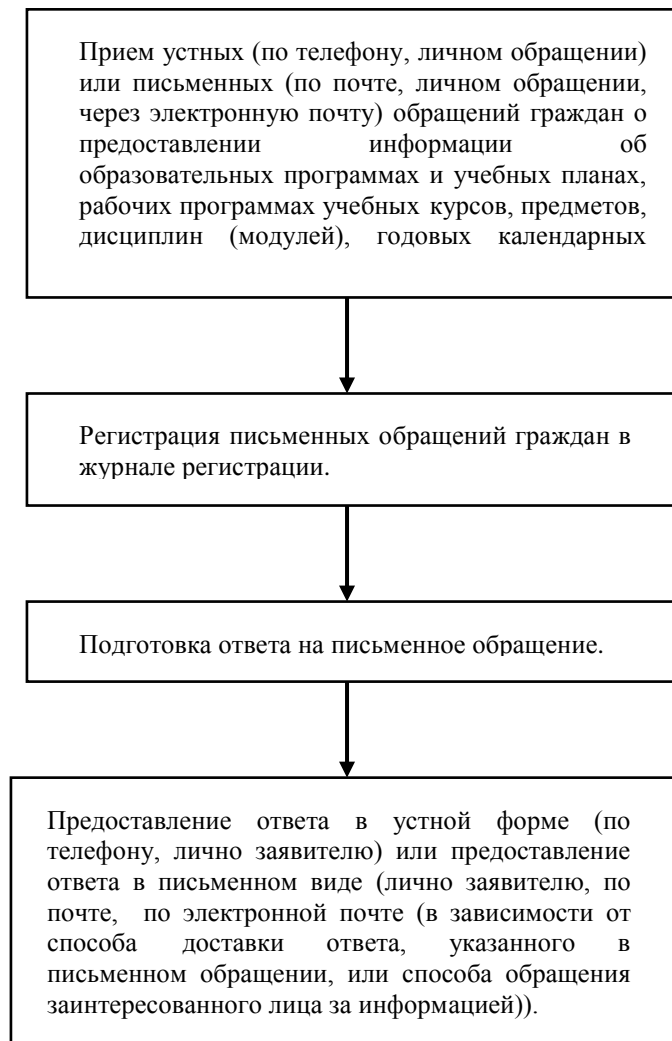 Прием устных (по телефону, личном обращении)
или письменных (по почте, личном обращении,
через электронную почту) обращений граждан о
предоставлении информации об
образовательных программах и учебных планах,
рабочих программах учебных курсов, предметов,
дисциплин (модулей), годовых календарных
Регистрация письменных обращений граждан в
журнале регистрации.
Подготовка ответа на письменное обращение.
Предоставление ответа в устной форме (по
телефону, лично заявителю) или предоставление
ответа в письменном виде (лично заявителю, по
почте, по электронной почте (в зависимости от
способа доставки ответа, указанного в
письменном обращении, или способа обращения
заинтересованного лица за информацией)).